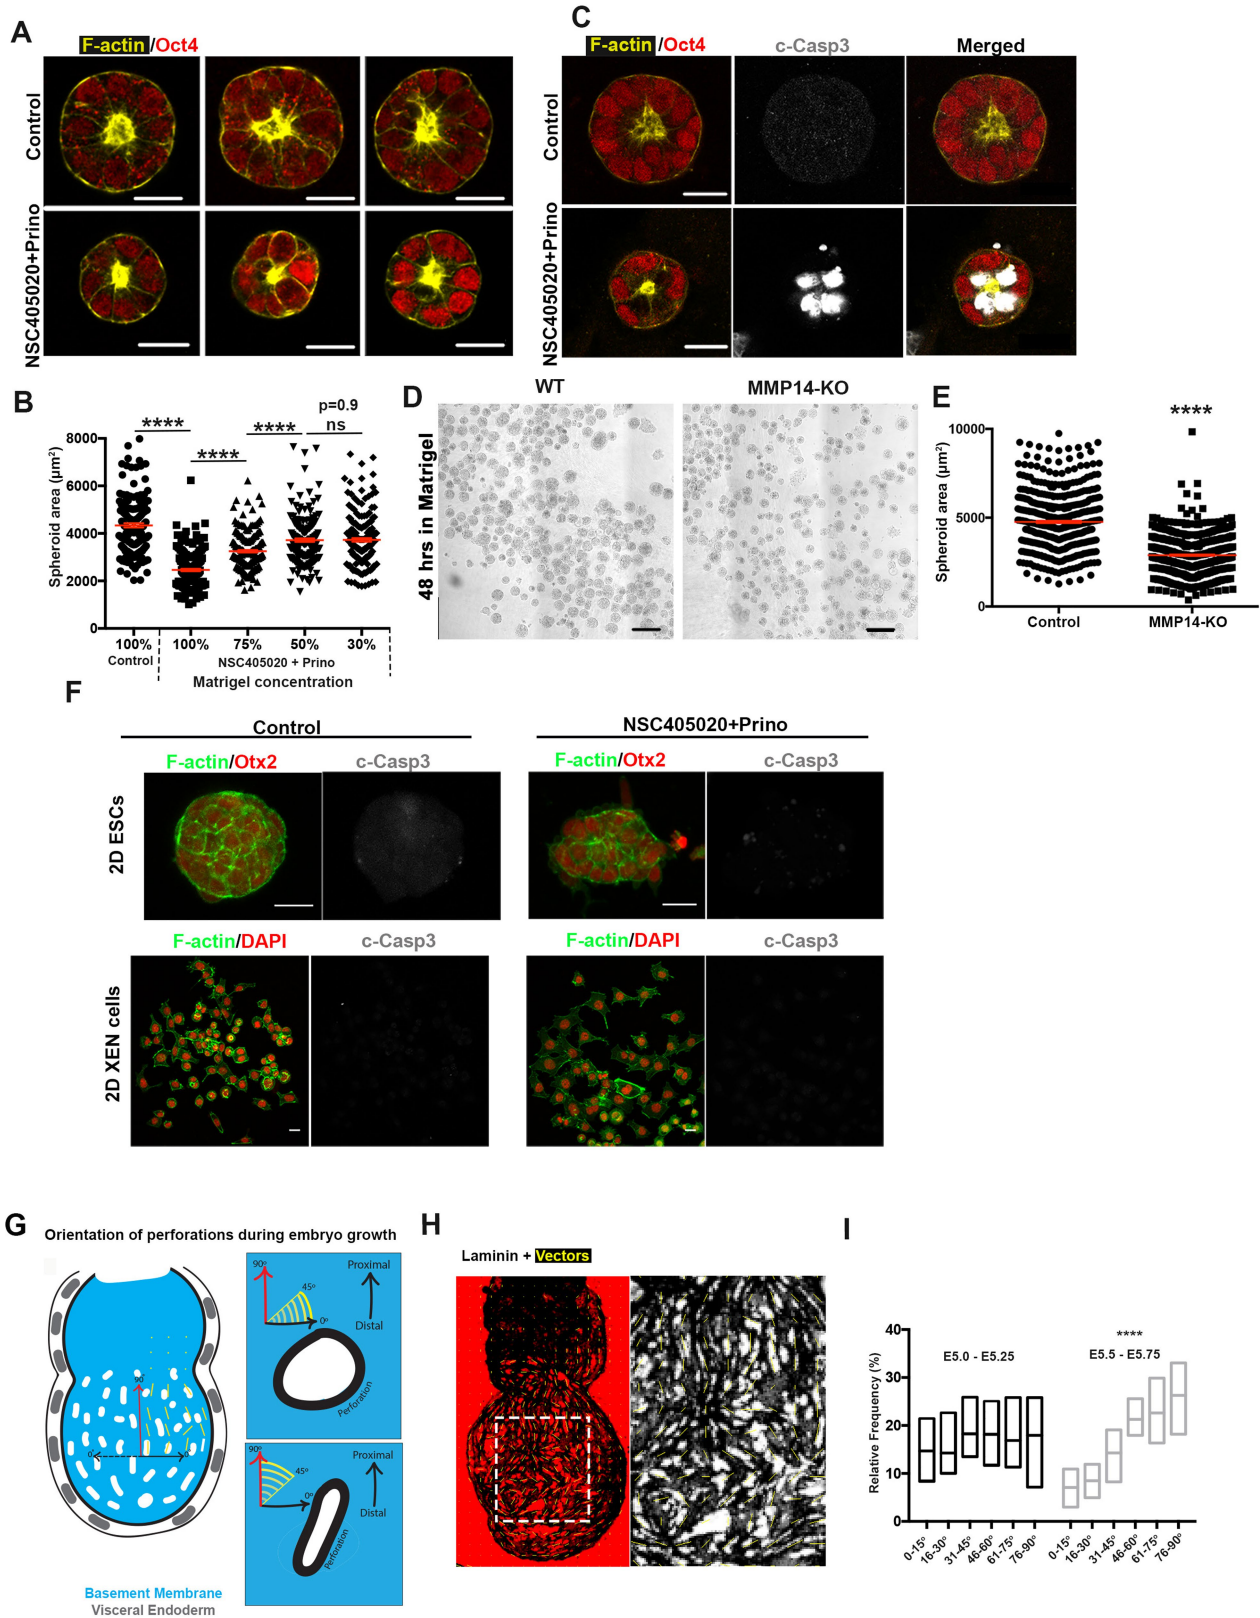 A
F-actin/Oct4
Control
NSC405020+Prino
C
F-actin/Oct4
c-Casp3
Merged
Control
NSC405020+Prino
B
Spheroid area (µm²)
8000
6000
4000
2000
0
****
****
****
p=0.9
ns
100%
100%
75%
50%
30%
Control
NSC405020 + Prino
Matrigel concentration
D
WT
MMP14-KO
48 hrs in Matrigel
E
****
Spheroid area (µm²)
10000
5000
0
Control
MMP14-KO
F
Control
NSC405020+Prino
F-actin/Otx2
c-Casp3
F-actin/Otx2
c-Casp3
2D ESCs
F-actin/DAPI
c-Casp3
F-actin/DAPI
c-Casp3
2D XEN cells
G
Orientation of perforations during embryo growth
90°
0°
0°
90°
45°
0°
Proximal
Distal
Perforation
90°
45°
0°
Proximal
Distal
Perforation
Basement Membrane
Visceral Endoderm
H
Laminin + Vectors
I
Relative Frequency (%)
40
30
20
10
0
E5.0 - E5.25
****
E5.5 - E5.75
0-15°
16-30°
31-45°
46-60°
61-75°
76-90°
0-15°
16-30°
31-45°
46-60°
61-75°
76-90°